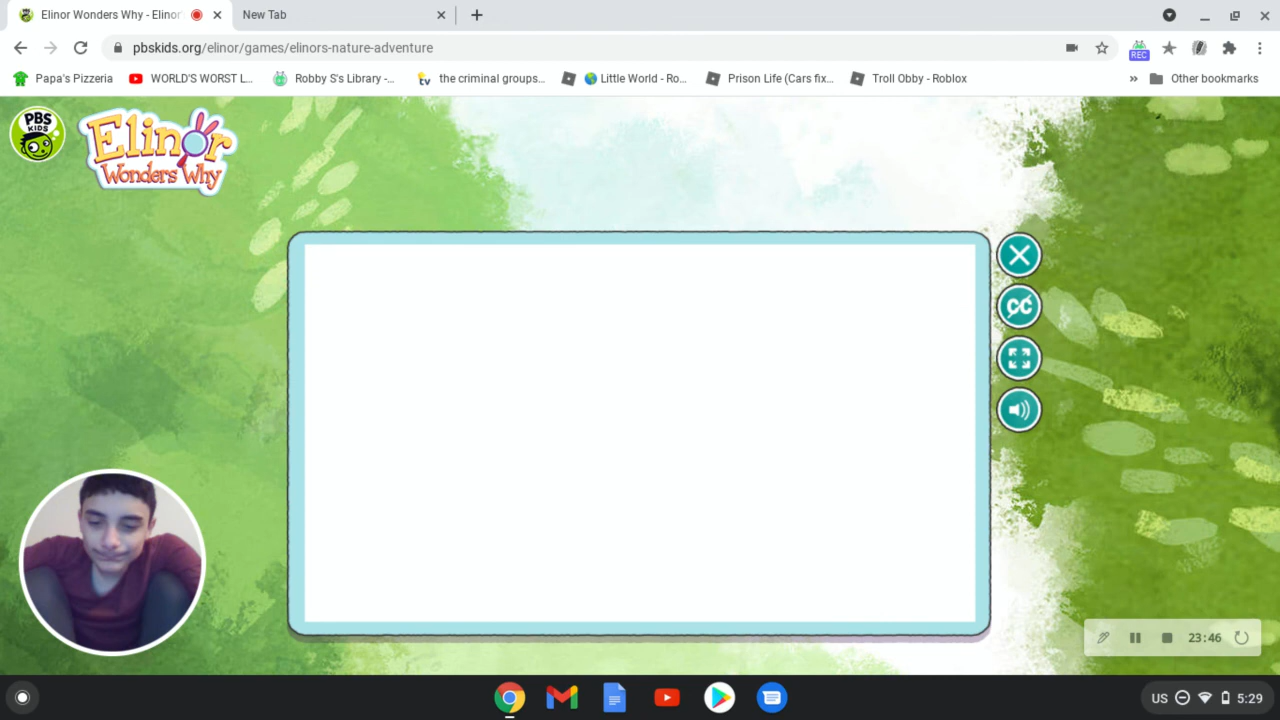 Elinor Wonders Why - Elinor
New Tab
pbskids.org/elinor/games/elinors-nature-adventure
REC
Papa's Pizzeria
WORLD'S WORST L...
Robby S's Library -...
tv
the criminal groups...
Little World - Ro...
Prison Life (Cars fix...
Troll Obby - Roblox
»
Other bookmarks
PBS
KIDS
Elinor
Wonders Why
CC
23:46
US
5:29